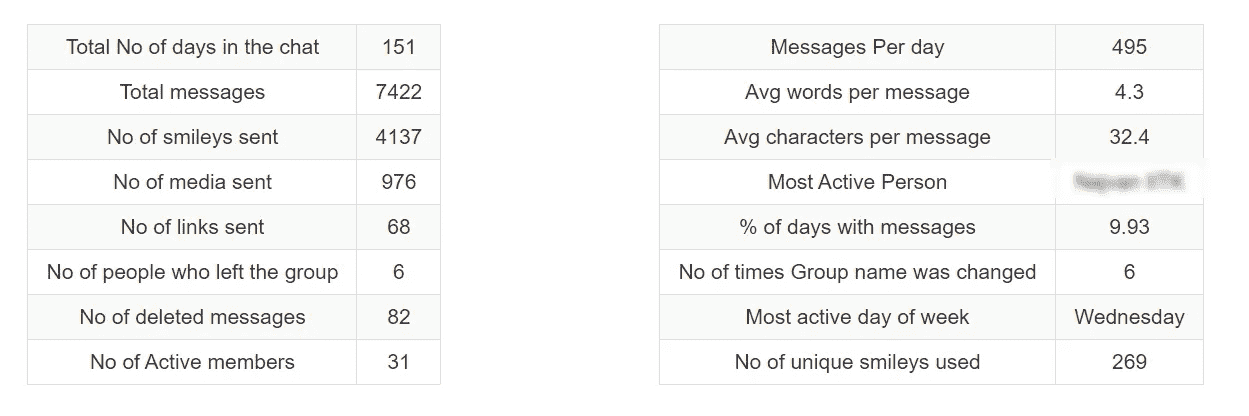 Total No of days in the chat 151
Total messages 7422
No of smileys sent 4137
No of media sent 976
No of links sent 68
No of people who left the group 6
No of deleted messages 82
No of Active members 31
Messages Per day 495
Avg words per message 4.3
Avg characters per message 32.4
Most Active Person
% of days with messages 9.93
No of times Group name was changed 6
Most active day of week Wednesday
No of unique smileys used 269